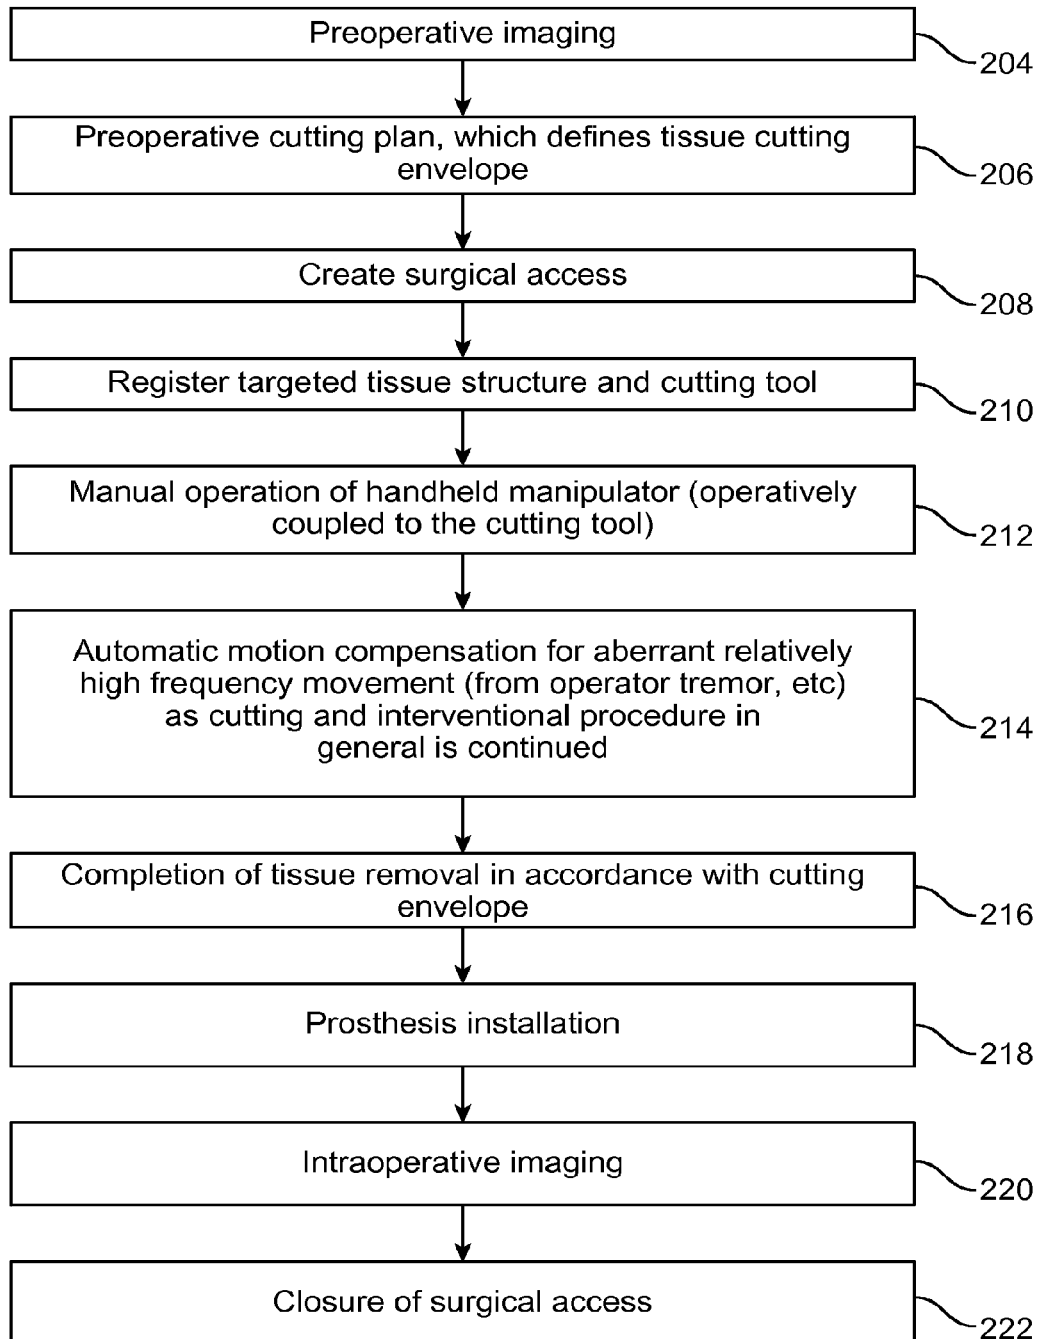 Preoperative imaging
204
Preoperative cutting plan, which defines tissue cutting
envelope
206
Create surgical access
208
Register targeted tissue structure and cutting tool
210
Manual operation of handheld manipulator (operatively
coupled to the cutting tool)
212
Automatic motion compensation for aberrant relatively
high frequency movement (from operator tremor, etc)
as cutting and interventional procedure in
general is continued
214
Completion of tissue removal in accordance with cutting
envelope
216
Prosthesis installation
218
Intraoperative imaging
220
Closure of surgical access
222